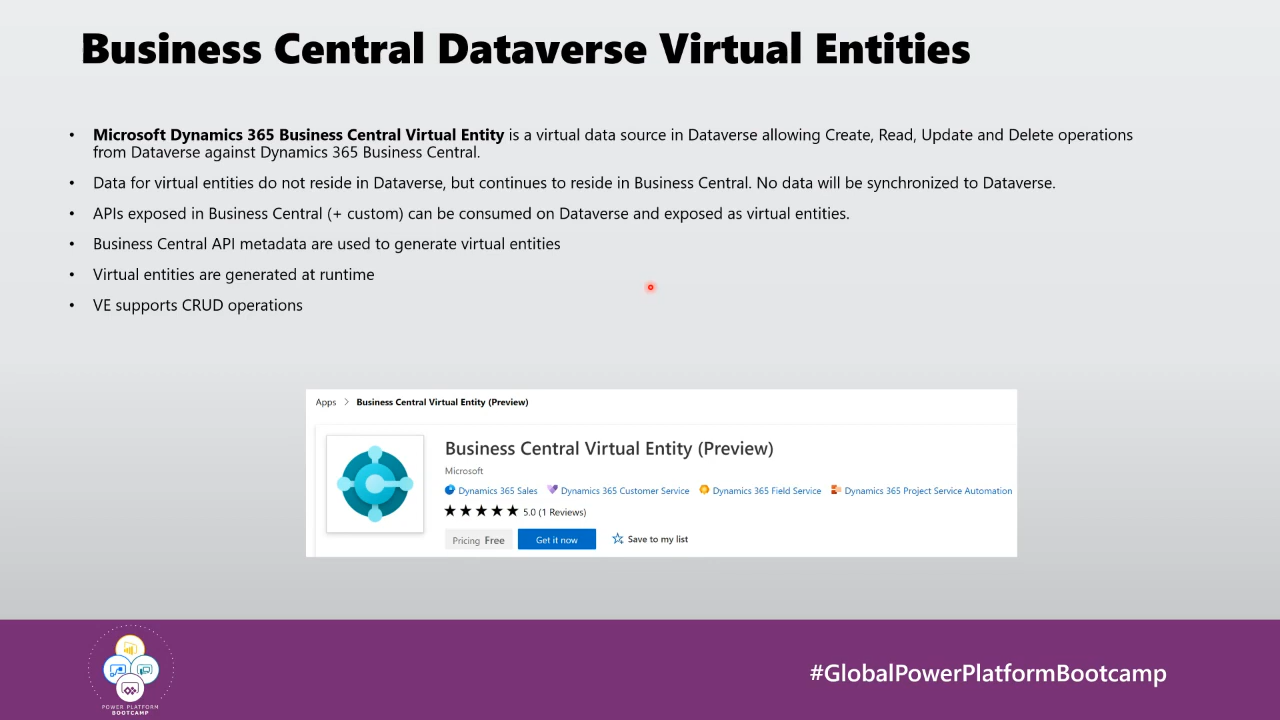 Business Central Dataverse Virtual Entities
• Microsoft Dynamics 365 Business Central Virtual Entity is a virtual data source in Dataverse allowing Create, Read, Update and Delete operations
from Dataverse against Dynamics 365 Business Central.
• Data for virtual entities do not reside in Dataverse, but continues to reside in Business Central. No data will be synchronized to Dataverse.
• APIs exposed in Business Central (+ custom) can be consumed on Dataverse and exposed as virtual entities.
• Business Central API metadata are used to generate virtual entities
• Virtual entities are generated at runtime
• VE supports CRUD operations
Apps > Business Central Virtual Entity (Preview)
Business Central Virtual Entity (Preview)
Microsoft
Dynamics 365 Sales Dynamics 365 Customer Service Dynamics 365 Field Service Dynamics 365 Project Service Automation
5.0 (1 Reviews)
Pricing Free Get it now Save to my list
POWER PLATFORM
BOOTCAMP
#GlobalPowerPlatformBootcamp